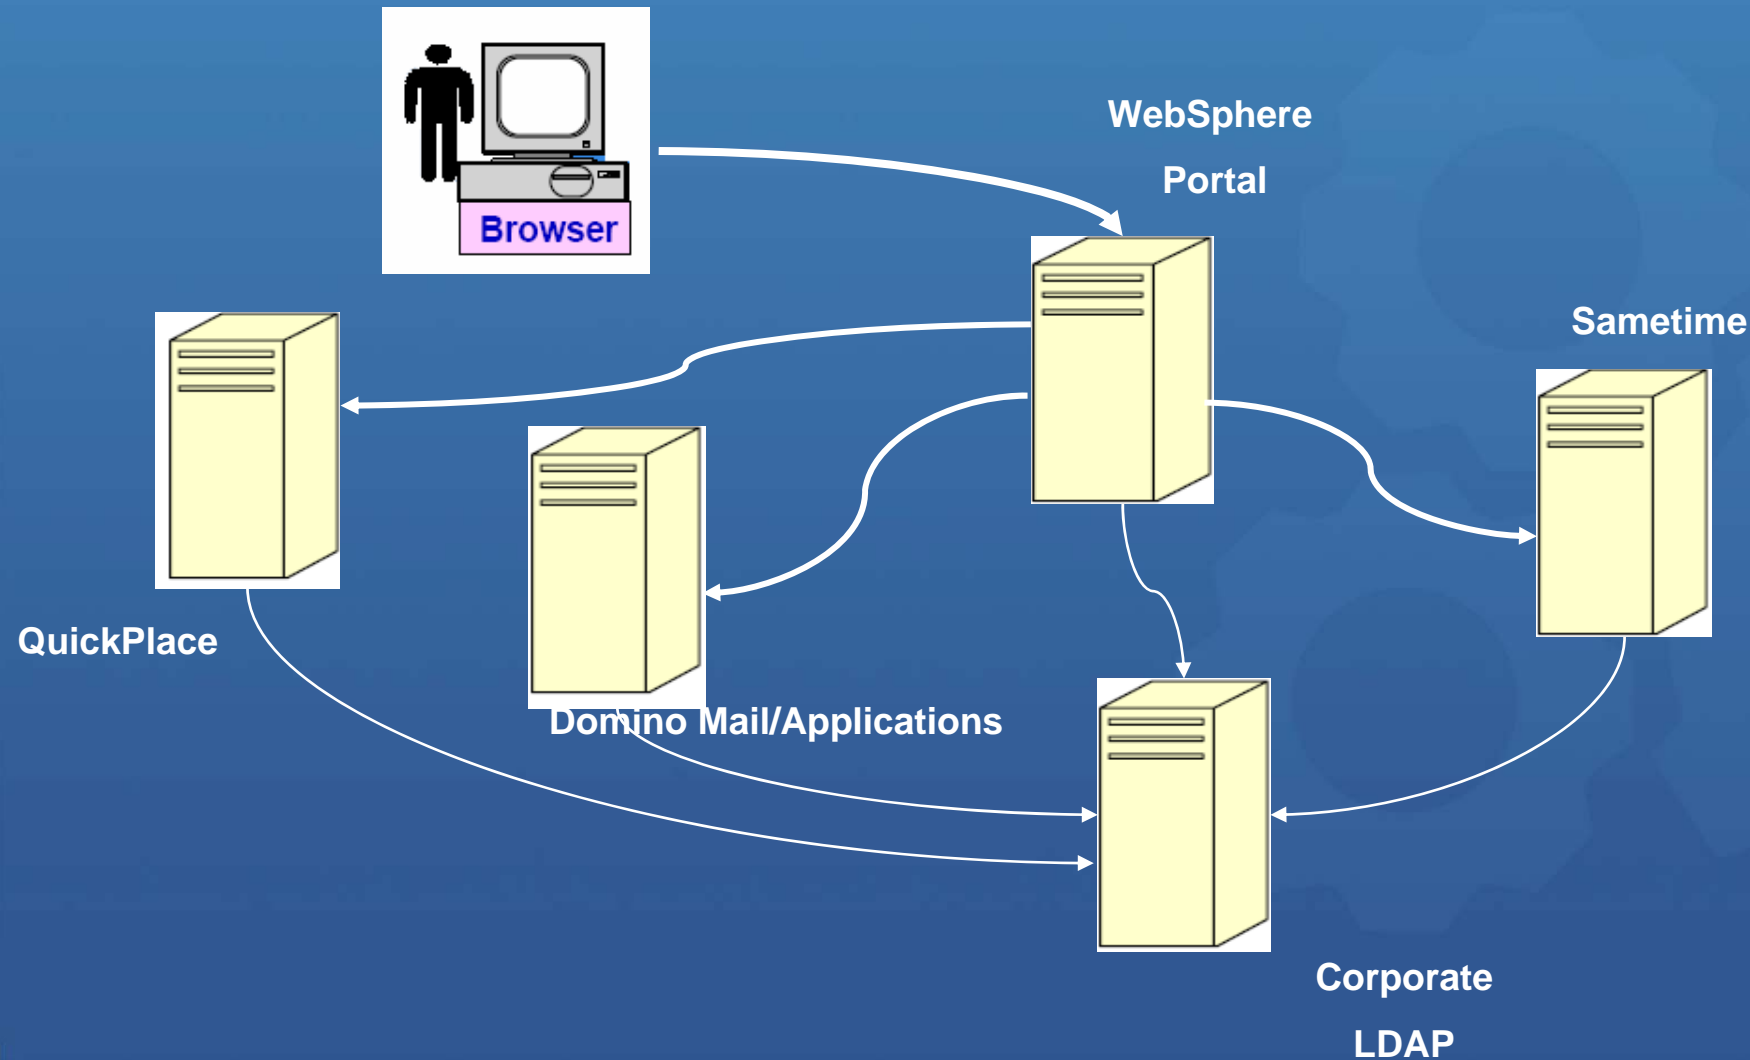 WebSphere
Portal
Browser
Sametime
QuickPlace
Domino Mail/Applications
Corporate
LDAP